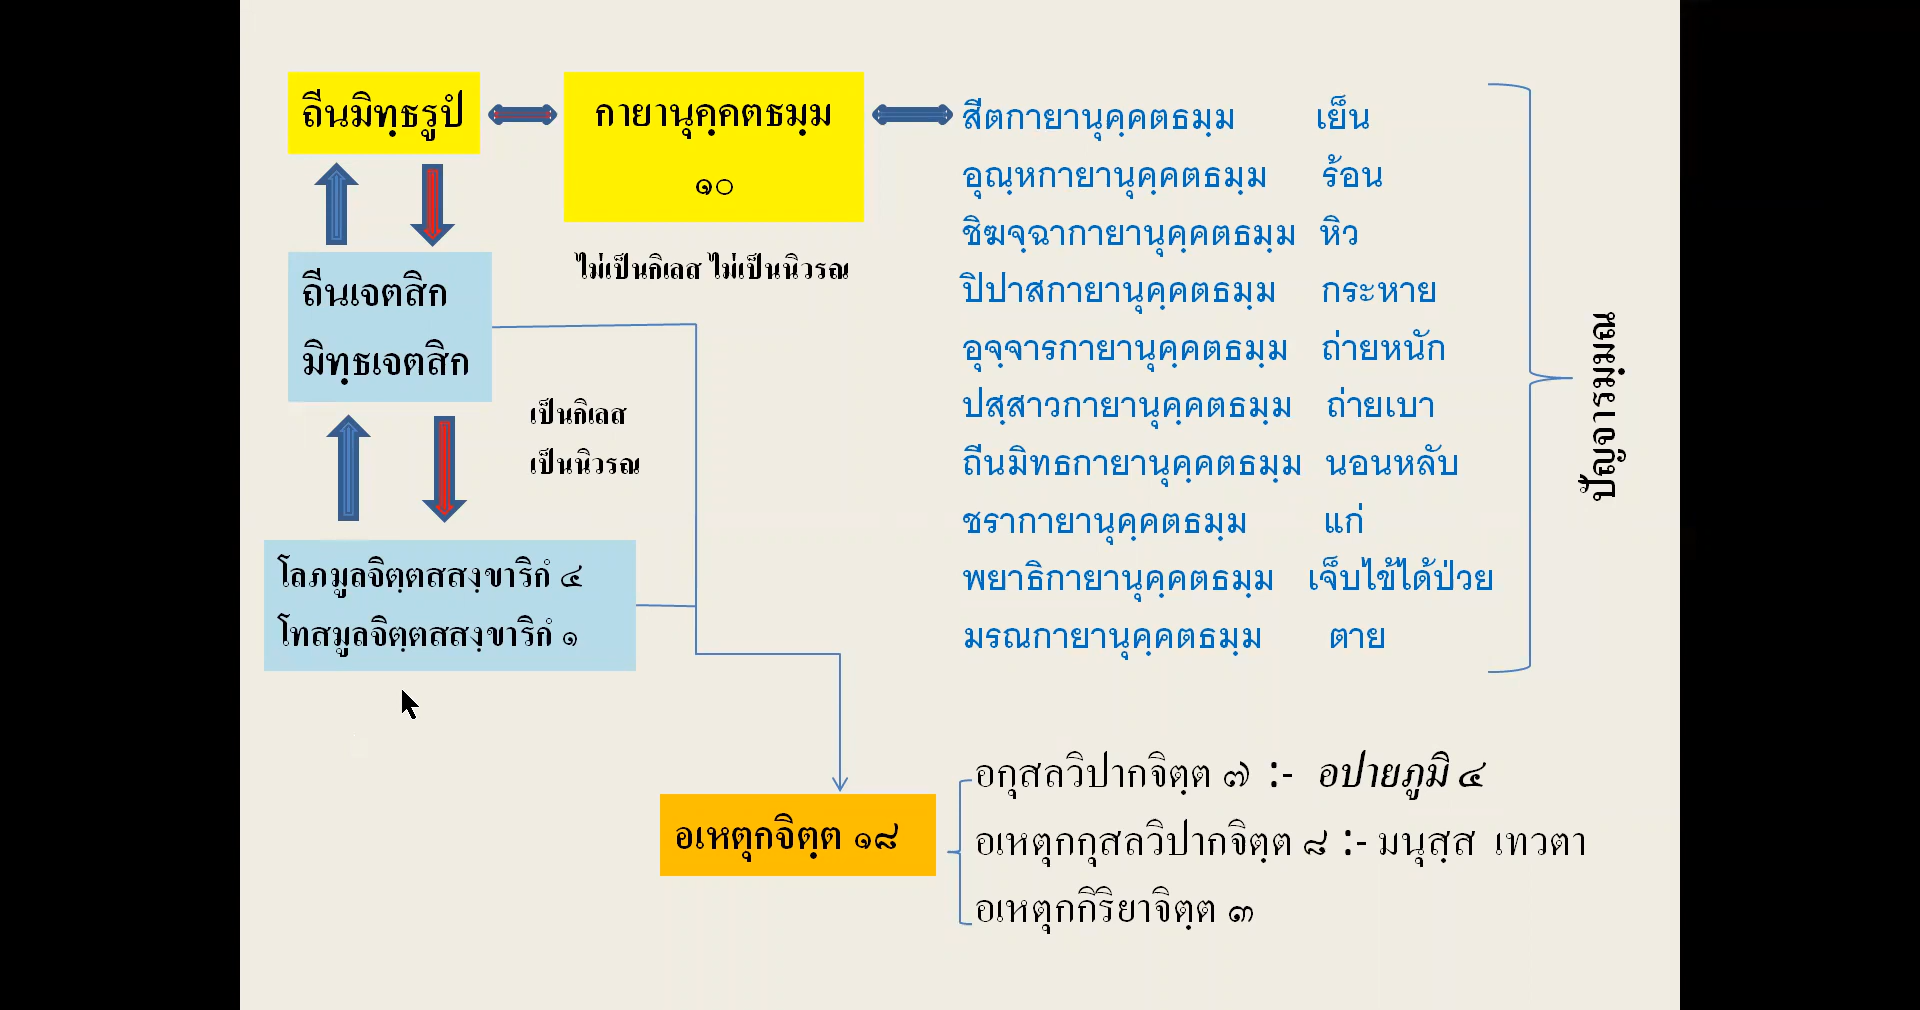 ถีนมิทฺธรูปํ
กายานุคฺคตธมฺม
๑๐
ไม่เป็นกิเลส ไม่เป็นนิวรณ
ถีนเจตสิก
มิทฺธเจตสิก
เป็นกิเลส
เป็นนิวรณ
โลภมูลจิตฺตสสงฺขาริกํ ๔
โทสมูลจิตฺตสสงฺขาริกํ ๑
สีตกายานุคฺคตธมฺม เย็น
อุณฺหกายานุคฺคตธมฺม ร้อน
ชิฆจฺฉากายานุคฺคตธมฺม หิว
ปิปาสกายานุคฺคตธมฺม กระหาย
อุจฺจารกายานุคฺคตธมฺม ถ่ายหนัก
ปสฺสาวกายานุคฺคตธมฺม ถ่ายเบา
ถีนมิทธกายานุคฺคตธมฺม นอนหลับ
ชรากายานุคฺคตธมฺม แก่
พยาธิกายานุคฺคตธมฺม เจ็บไข้ได้ป่วย
มรณกายานุคฺคตธมฺม ตาย
ปัญจารมฺมณ
อเหตุกจิตฺต ๑๘
อกุสลวิปากจิตฺต ๗ :- อปายภูมิ ๔
อเหตุกกุสลวิปากจิตฺต ๘ :- มนุสฺส เทวตา
อเหตุกกิริยาจิตฺต ๓